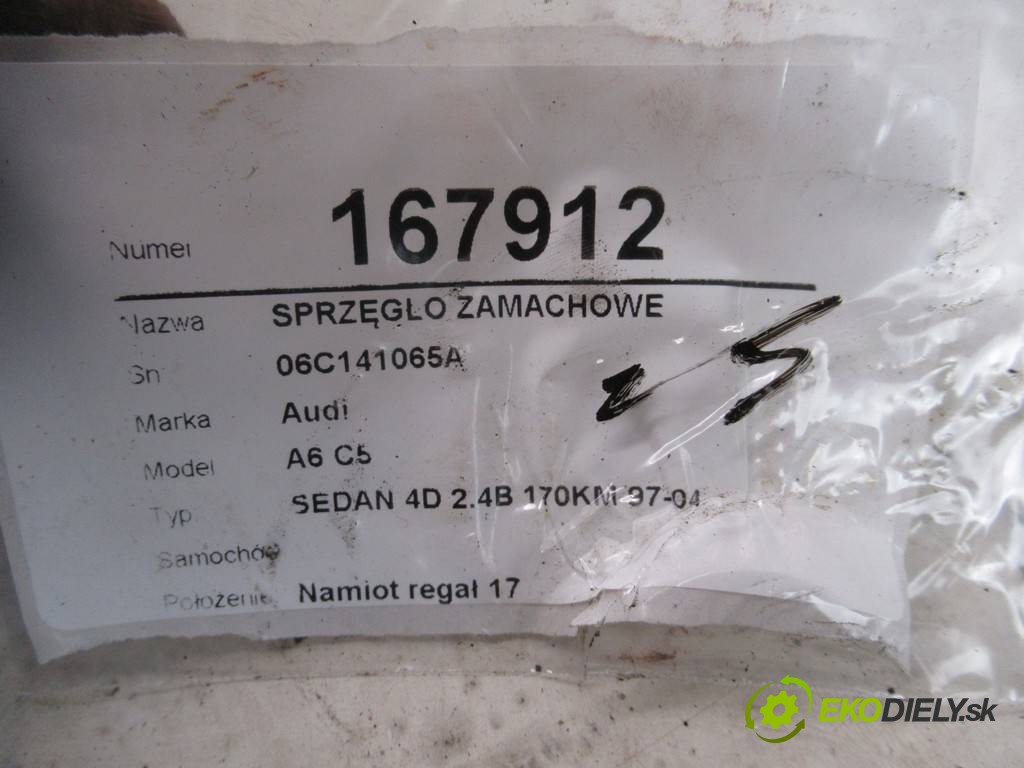 Numer 167912
Nazwa SPRZĘGŁO ZAMACHOWE
Sn 06C141065A
Marka Audi
Model A6 C5
Typ SEDAN 4D 2.4B 170KM 97-04
Samochów
Położenie Namiot regał 17
EKODIELY.sk